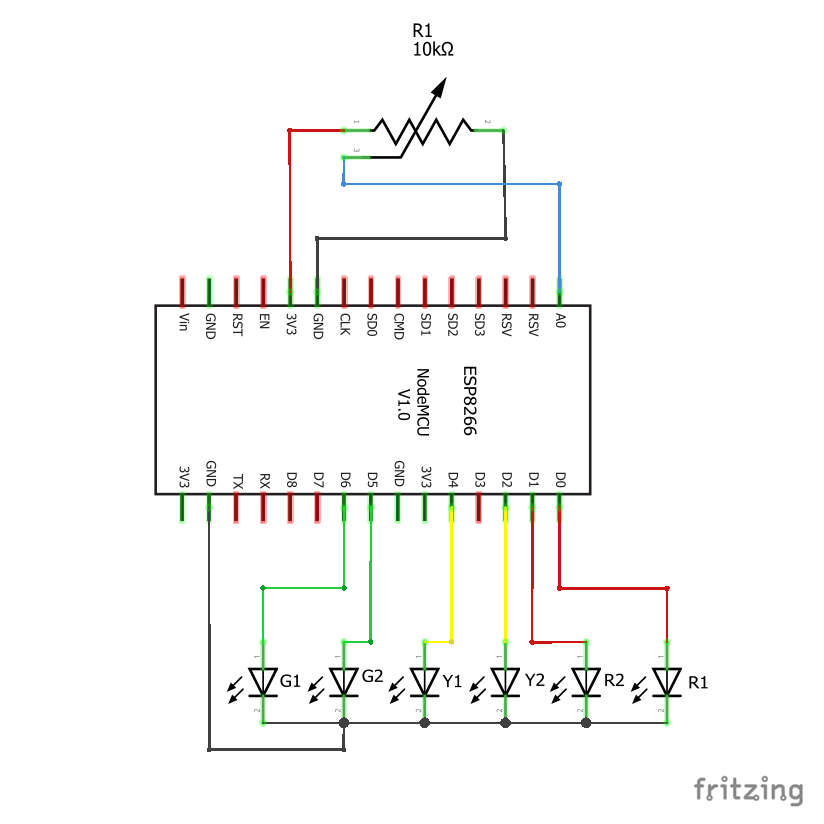 R1
10kΩ
1
2
3
Vin
GND
RST
EN
3V3
GND
CLK
SD0
CMD
SD1
SD2
SD3
RSV
RSV
A0
ESP8266
NodeMCU
V1.0
3V3
GND
TX
RX
D8
D7
D6
D5
GND
3V3
D4
D3
D2
D1
D0
1
1
1
1
1
1
G1
G2
Y1
Y2
R2
R1
2
2
2
2
2
2
fritzing